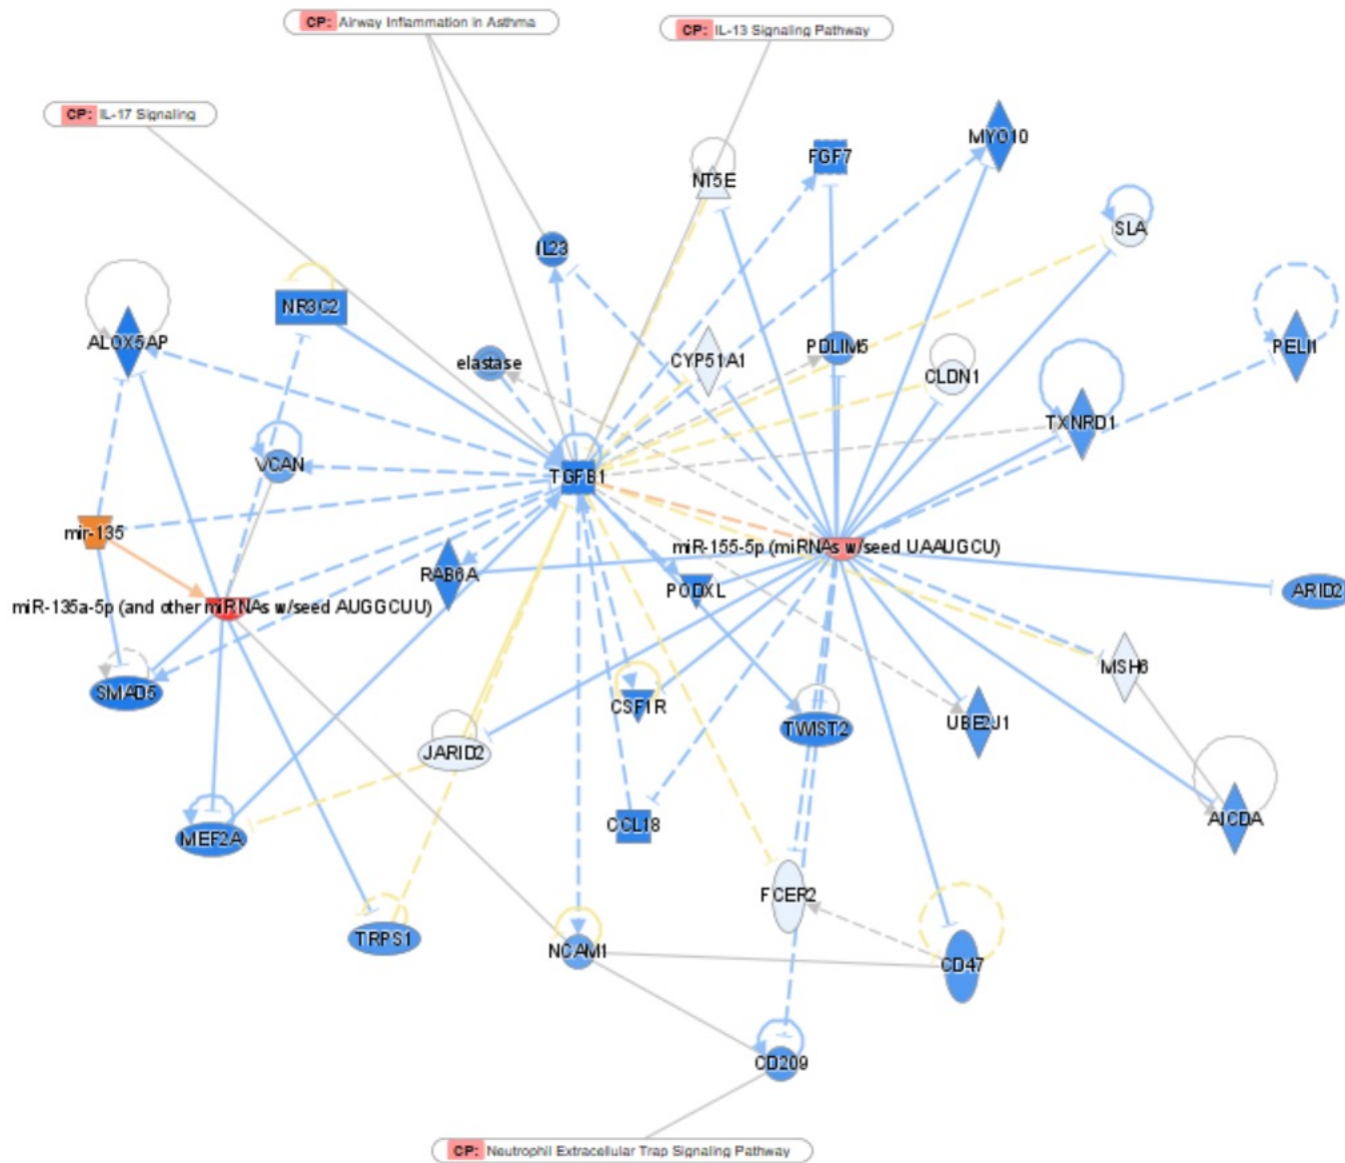 CP: Airway Inflammation in Asthma
CP: IL-13 Signaling Pathway
CP: IL-17 Signaling
MYO10
FGF7
NT5E
SLA
IL23
NR3C2
ALOX5AP
PELI1
elastase
CYP51A1
PDLIM5
CLDN1
TXNRD1
VCAN
TGFB1
mir-135
miR-155-5p (miRNAs w/seed UAAUGCU)
RAB6A
PODXL
ARID2
miR-135a-5p (and other miRNAs w/seed AUGGCUU)
MSH6
SMAD5
CSF1R
UBE2J1
TWIST2
JARID2
AICDA
MEF2A
CCL18
FCER2
TRPS1
NCAM1
CD47
CD209
CP: Neutrophil Extracellular Trap Signaling Pathway